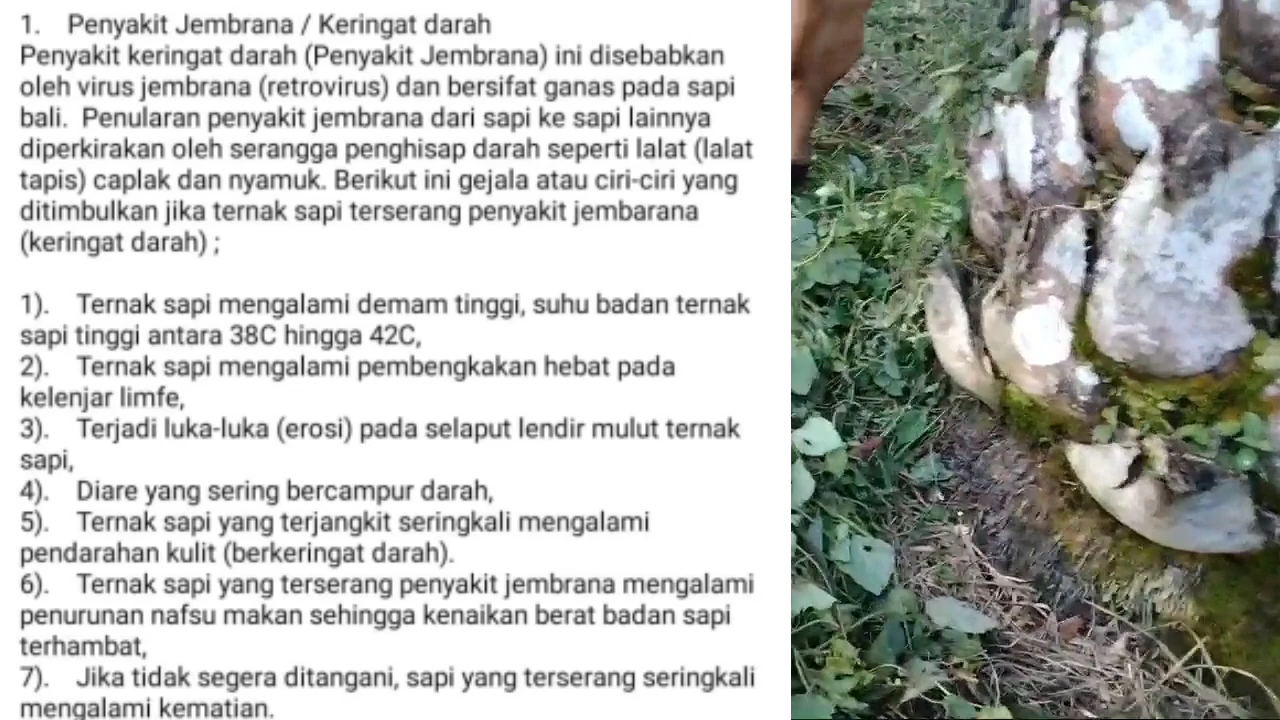 1. Penyakit Jembrana / Keringat darah
Penyakit keringat darah (Penyakit Jembrana) ini disebabkan
oleh virus jembrana (retrovirus) dan bersifat ganas pada sapi
bali. Penularan penyakit jembrana dari sapi ke sapi lainnya
diperkirakan oleh serangga penghisap darah seperti lalat (lalat
tapis) caplak dan nyamuk. Berikut ini gejala atau ciri-ciri yang
ditimbulkan jika ternak sapi terserang penyakit jembarana
(keringat darah) ;
1). Ternak sapi mengalami demam tinggi, suhu badan ternak
sapi tinggi antara 38C hingga 42C,
2). Ternak sapi mengalami pembengkakan hebat pada
kelenjar limfe,
3). Terjadi luka-luka (erosi) pada selaput lendir mulut ternak
sapi,
4). Diare yang sering bercampur darah,
5). Ternak sapi yang terjangkit seringkali mengalami
pendarahan kulit (berkeringat darah).
6). Ternak sapi yang terserang penyakit jembrana mengalami
penurunan nafsu makan sehingga kenaikan berat badan sapi
terhambat,
7). Jika tidak segera ditangani, sapi yang terserang seringkali
mengalami kematian.